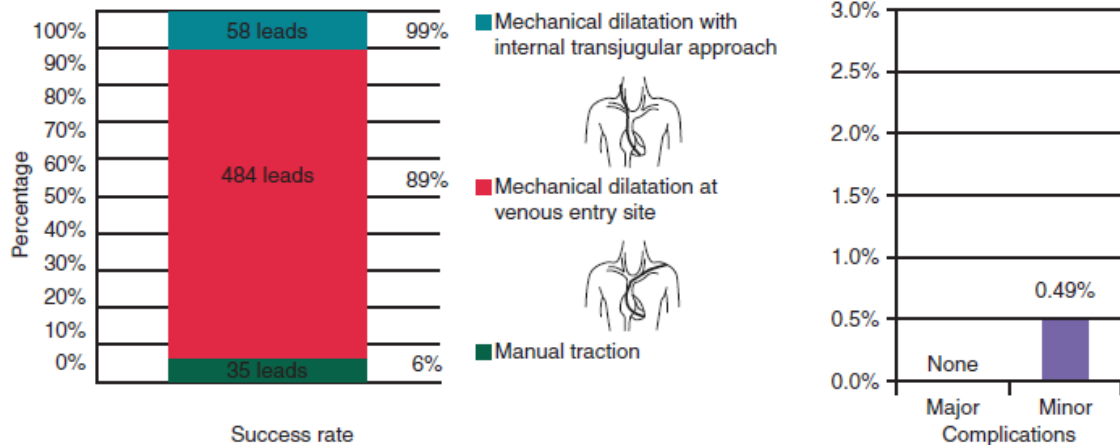 100%
90%
80%
70%
60%
50%
40%
30%
20%
10%
0%
Percentage
58 leads
484 leads
35 leads
99%
89%
6%
Success rate
Mechanical dilatation with
internal transjugular approach
Mechanical dilatation at
venous entry site
Manual traction
3.0%
2.5%
2.0%
1.5%
1.0%
0.5%
0.0%
0.49%
None
Major
Minor
Complications